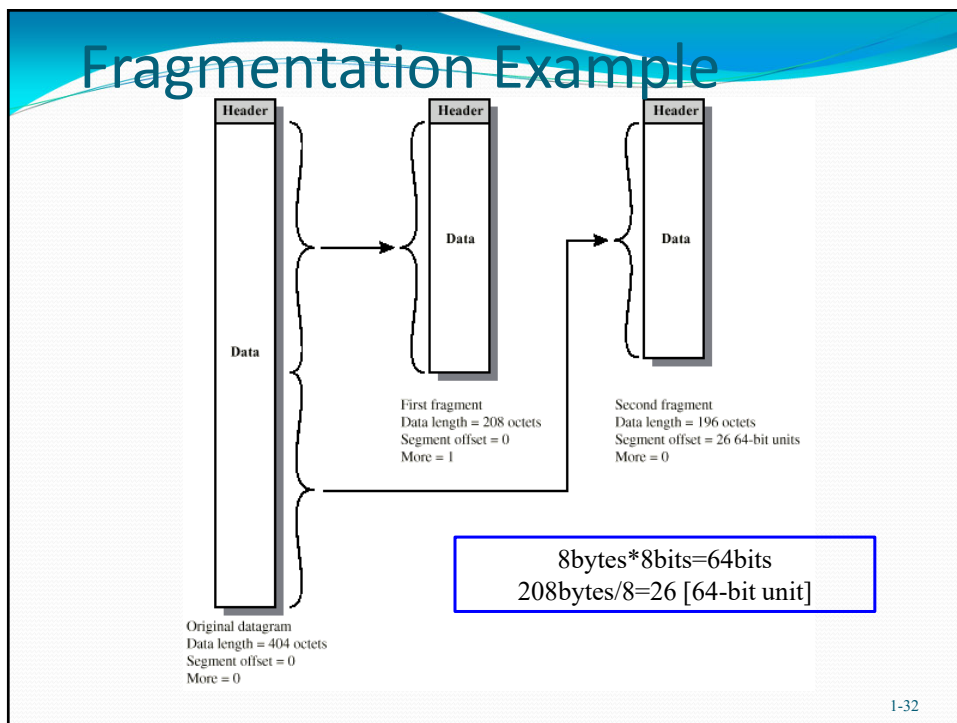 Fragmentation Example
Header
Data
Original datagram
Data length = 404 octets
Segment offset = 0
More = 0
Header
Data
First fragment
Data length = 208 octets
Segment offset = 0
More = 1
Header
Data
Second fragment
Data length = 196 octets
Segment offset = 26 64-bit units
More = 0
8bytes*8bits=64bits
208bytes/8=26 [64-bit unit]
1-32